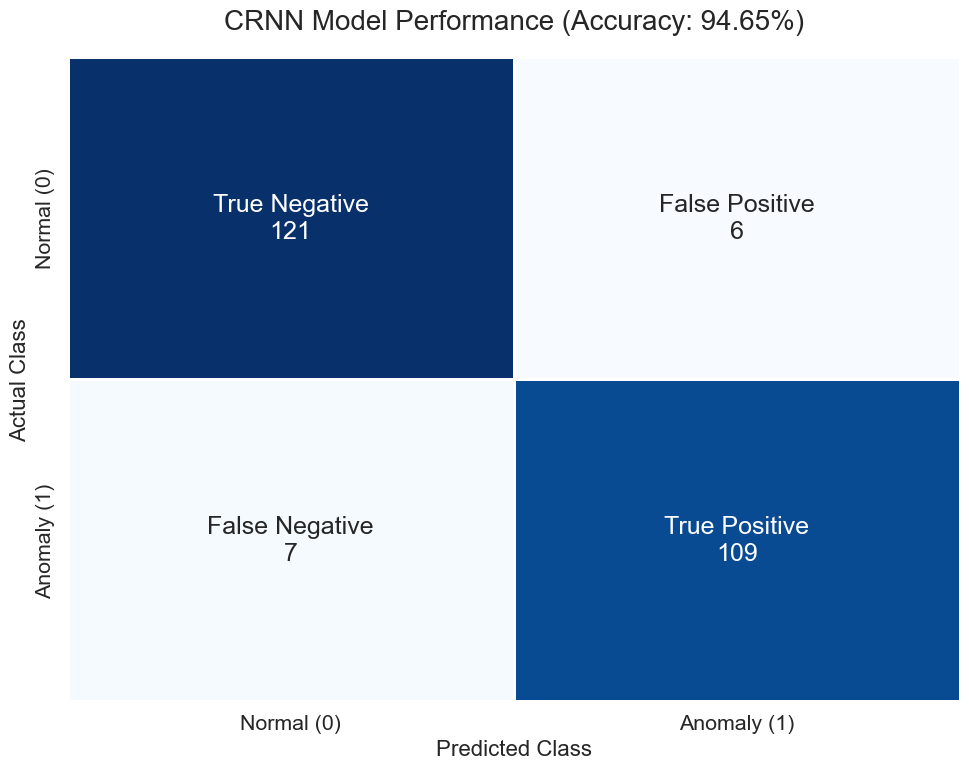 CRNN Model Performance (Accuracy: 94.65%)
Actual Class
Normal (0)
True Negative
121
False Positive
6
Anomaly (1)
False Negative
7
True Positive
109
Normal (0)
Anomaly (1)
Predicted Class